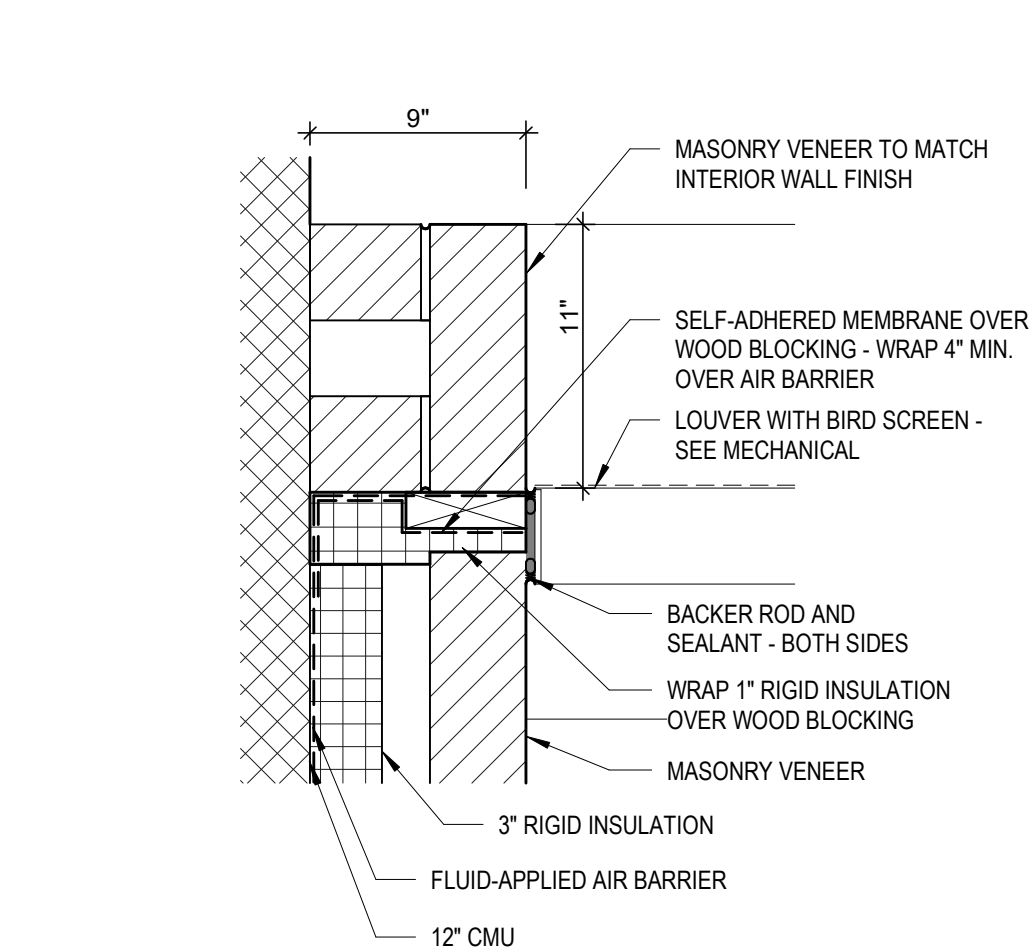 9"
MASONRY VENEER TO MATCH
INTERIOR WALL FINISH
11"
SELF-ADHERED MEMBRANE OVER
WOOD BLOCKING - WRAP 4" MIN.
OVER AIR BARRIER
LOUVER WITH BIRD SCREEN -
SEE MECHANICAL
BACKER ROD AND
SEALANT - BOTH SIDES
WRAP 1" RIGID INSULATION
OVER WOOD BLOCKING
MASONRY VENEER
3" RIGID INSULATION
FLUID-APPLIED AIR BARRIER
12" CMU